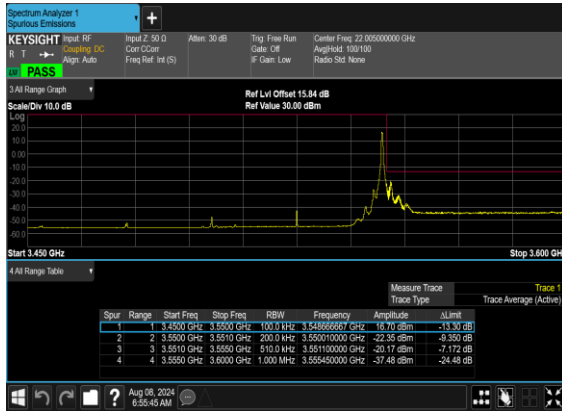 Spectrum Analyzer 1
Spurious Emissions
KEYSIGHT Input: RF Input Z: 50 Ω Atten: 30 dB Trig: Free Run Center Freq: 22.005000000 GHz
R T Coupling: DC Corr CCorr Gate: Off Avg|Hold: 100/100
Align: Auto Freq Ref: Int (S) IF Gain: Low Radio Std: None
PASS
3 All Range Graph
Ref Lvl Offset 15.84 dB
Scale/Div 10.0 dB Ref Value 30.00 dBm
Log
20.0
10.0
0.00
-10.0
-20.0
-30.0
-40.0
-50.0
-60.0
Start 3.450 GHz Stop 3.600 GH
4 All Range Table
Measure Trace Trace 1
Trace Type Trace Average (Active)
Spur Range Start Freq Stop Freq RBW Frequency Amplitude ΔLimit
1 1 3.4500 GHz 3.5500 GHz 100.0 kHz 3.548666667 GHz 16.70 dBm -13.30 dB
2 2 3.5500 GHz 3.5510 GHz 200.0 kHz 3.550010000 GHz -22.35 dBm -9.350 dB
3 3 3.5510 GHz 3.5550 GHz 510.0 kHz 3.551100000 GHz -20.17 dBm -7.172 dB
4 4 3.5550 GHz 3.6000 GHz 1.000 MHz 3.555450000 GHz -37.48 dBm -24.48 dB
Aug 08, 2024
6:55:45 AM